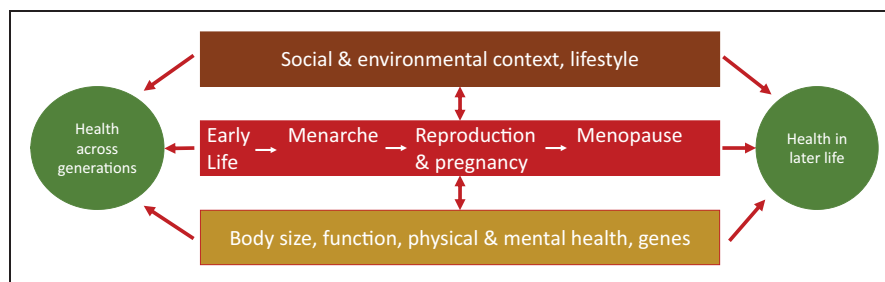 Social & environmental context, lifestyle
Health
across
generations
Early
Life
Menarche
Reproduction
& pregnancy
Menopause
Health in
later life
Body size, function, physical & mental health, genes